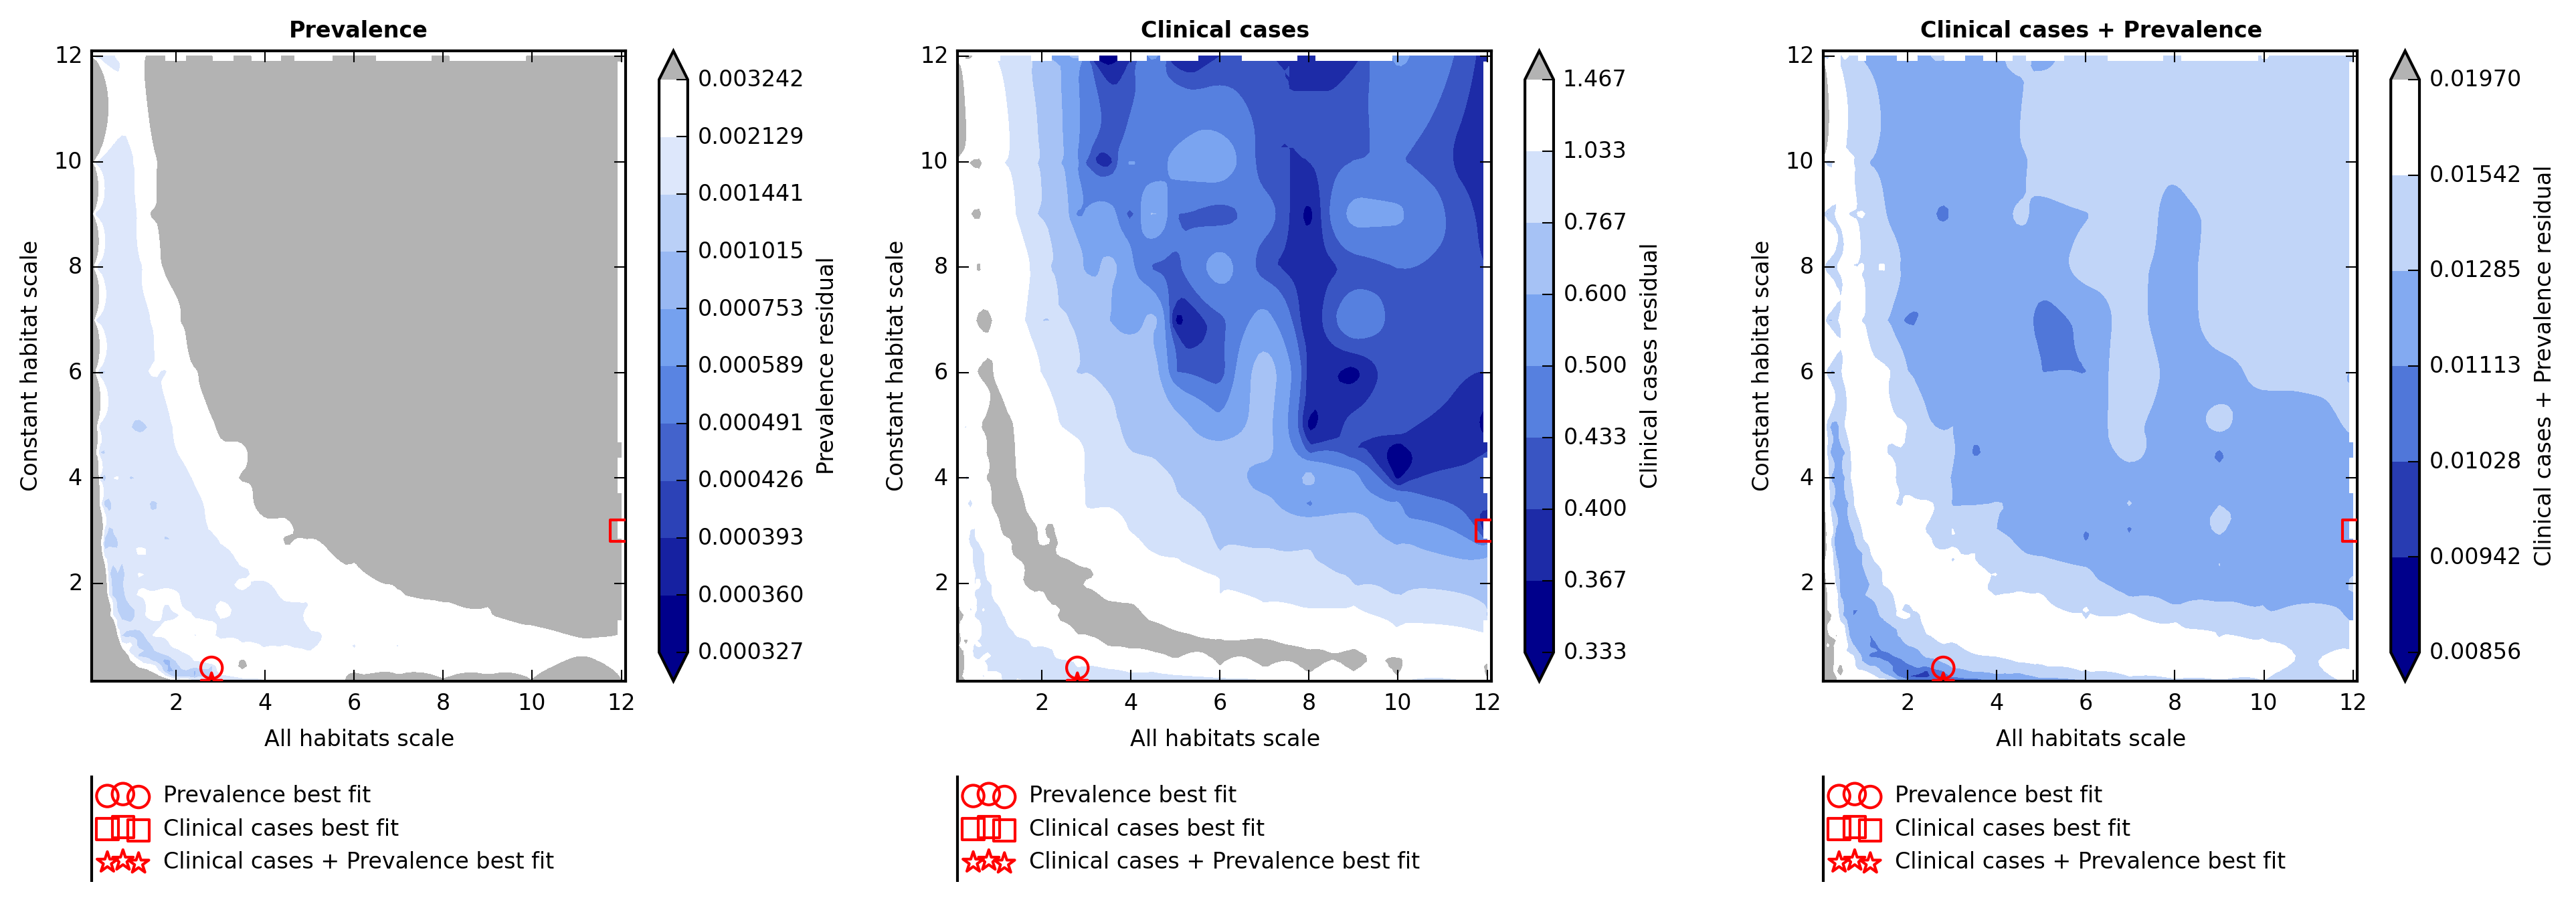 Prevalence
Clinical cases
Clinical cases + Prevalence
Constant habitat scale
12
10
8
6
4
2
2 4 6 8 10 12
All habitats scale
0.003242
0.002129
0.001441
0.001015
0.000753
0.000589
0.000491
0.000426
0.000393
0.000360
0.000327
Prevalence residual
Prevalence best fit
Clinical cases best fit
Clinical cases + Prevalence best fit
Constant habitat scale
12
10
8
6
4
2
2 4 6 8 10 12
All habitats scale
1.467
1.033
0.767
0.600
0.500
0.433
0.400
0.367
0.333
Clinical cases residual
Prevalence best fit
Clinical cases best fit
Clinical cases + Prevalence best fit
Constant habitat scale
12
10
8
6
4
2
2 4 6 8 10 12
All habitats scale
0.01970
0.01542
0.01285
0.01113
0.01028
0.00942
0.00856
Clinical cases + Prevalence residual
Prevalence best fit
Clinical cases best fit
Clinical cases + Prevalence best fit